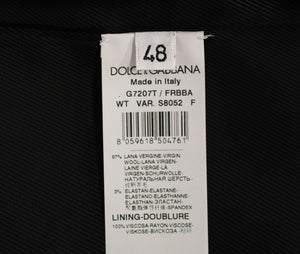 48
DOLCE & GABBANA
Made in Italy
G7207T / FRBBA
WT VAR. S8052 F
8 059618 504761
97% LANA VERGINE-VIRGIN
WOOL-LANA VIRGEN-
LAINE VIERGE-LÃ
VIRGEN-SCHURWOLLE-
НАТУРАЛЬНАЯ ШЕРСТЬ-
3% ELASTAN-ELASTANE-
ELASTANO-ELASTHANNE-
ELASTHAN-ЭЛАСТАН-
-SPANDEX
LINING-DOUBLURE
100% VISCOSA-RAYON-VISCOSE-
VISKOSE-ВИСКОЗА-